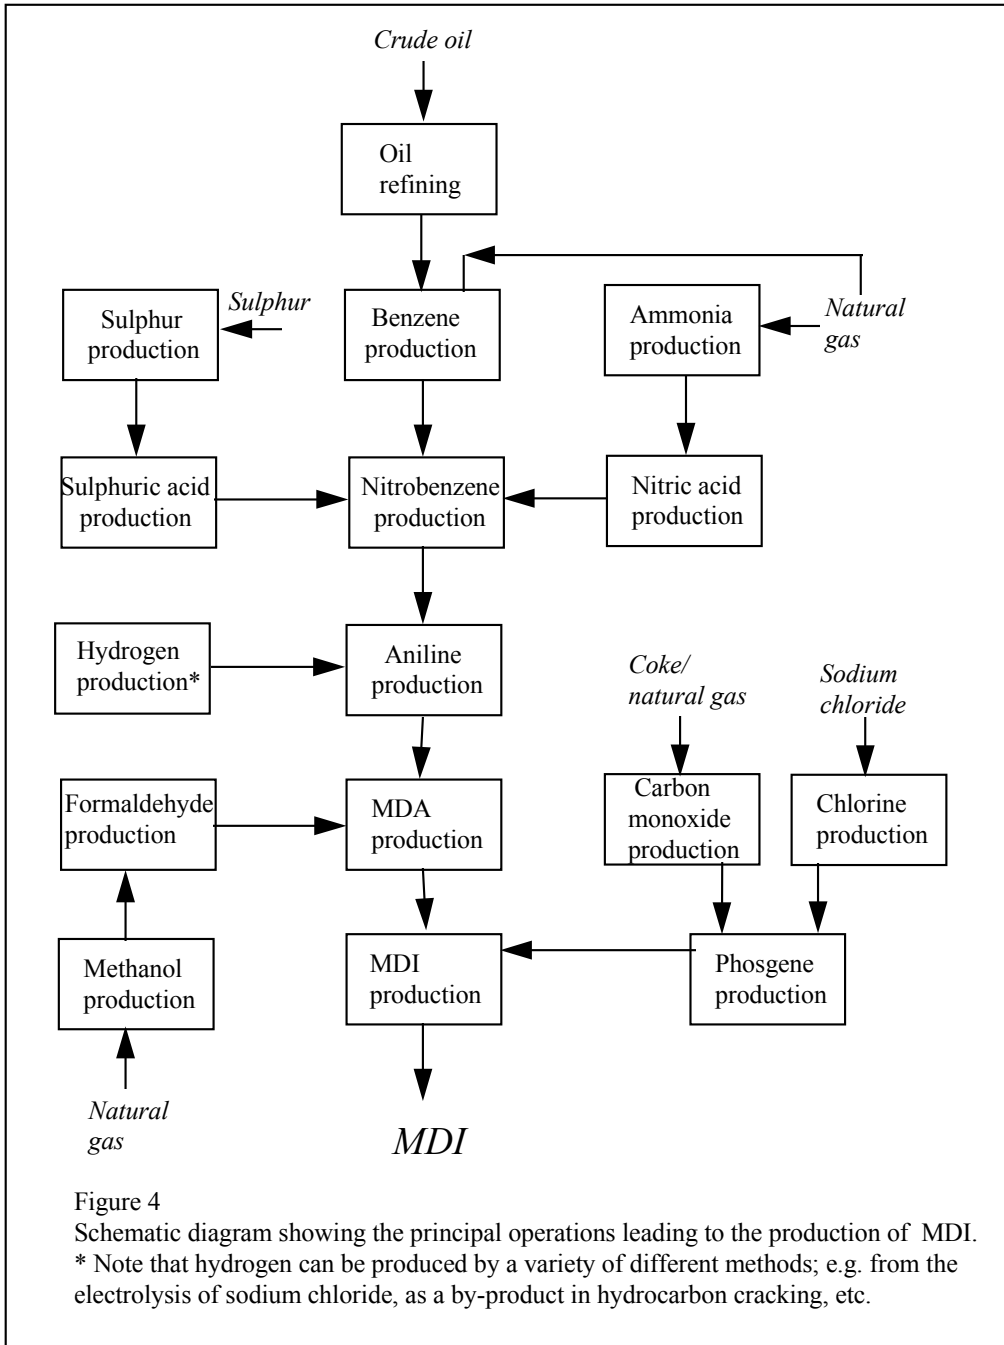 Crude oil
Oil
refining
Sulphur
production
Sulphur
Benzene
production
Ammonia
production
Natural
gas
Sulphuric acid
production
Nitrobenzene
production
Nitric acid
production
Hydrogen
production*
Aniline
production
Coke/
natural gas
Sodium
chloride
Formaldehyde
production
MDA
production
Carbon
monoxide
production
Chlorine
production
Methanol
production
MDI
production
Phosgene
production
Natural
gas
MDI
Figure 4
Schematic diagram showing the principal operations leading to the production of MDI.
* Note that hydrogen can be produced by a variety of different methods; e.g. from the
electrolysis of sodium chloride, as a by-product in hydrocarbon cracking, etc.